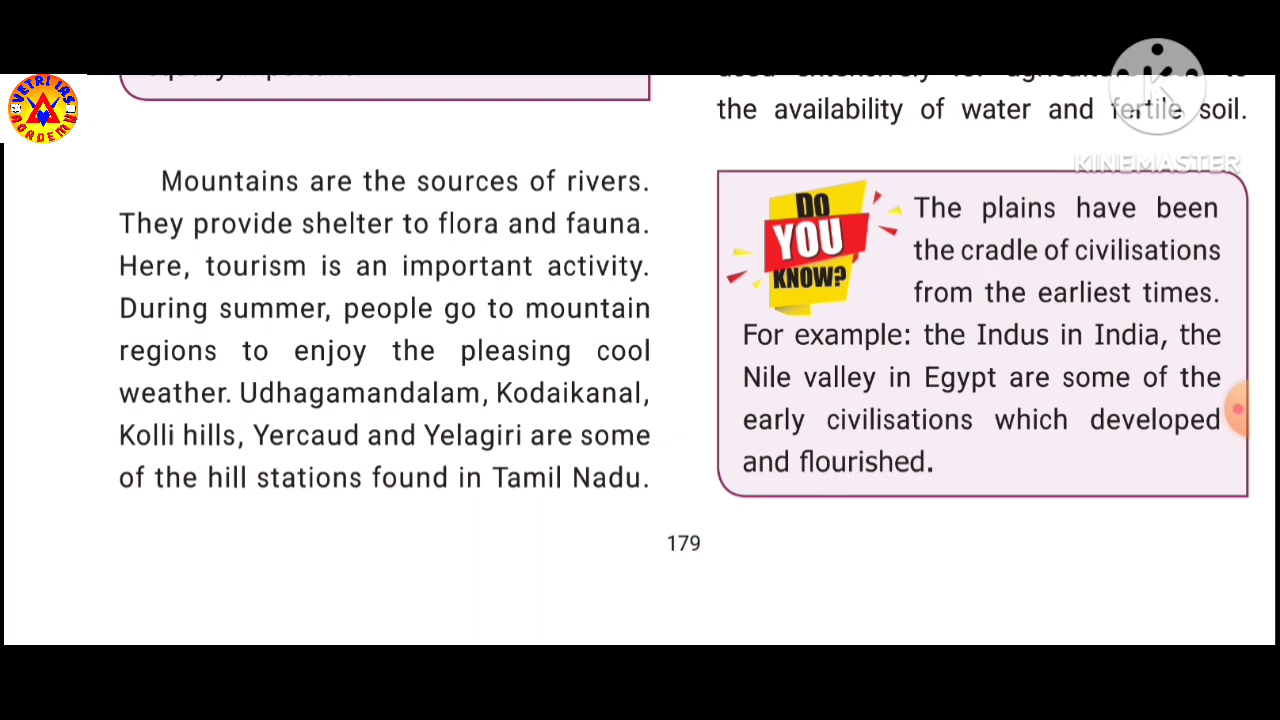 VETRI IAS
ACADEMY
Mountains are the sources of rivers.
They provide shelter to flora and fauna.
Here, tourism is an important activity.
During summer, people go to mountain
regions to enjoy the pleasing cool
weather. Udhagamandalam, Kodaikanal,
Kolli hills, Yercaud and Yelagiri are some
of the hill stations found in Tamil Nadu.
the availability of water and fertile soil.
KINEMASTER
DO
YOU
KNOW?
The plains have been
the cradle of civilisations
from the earliest times.
For example: the Indus in India, the
Nile valley in Egypt are some of the
early civilisations which developed
and flourished.
179